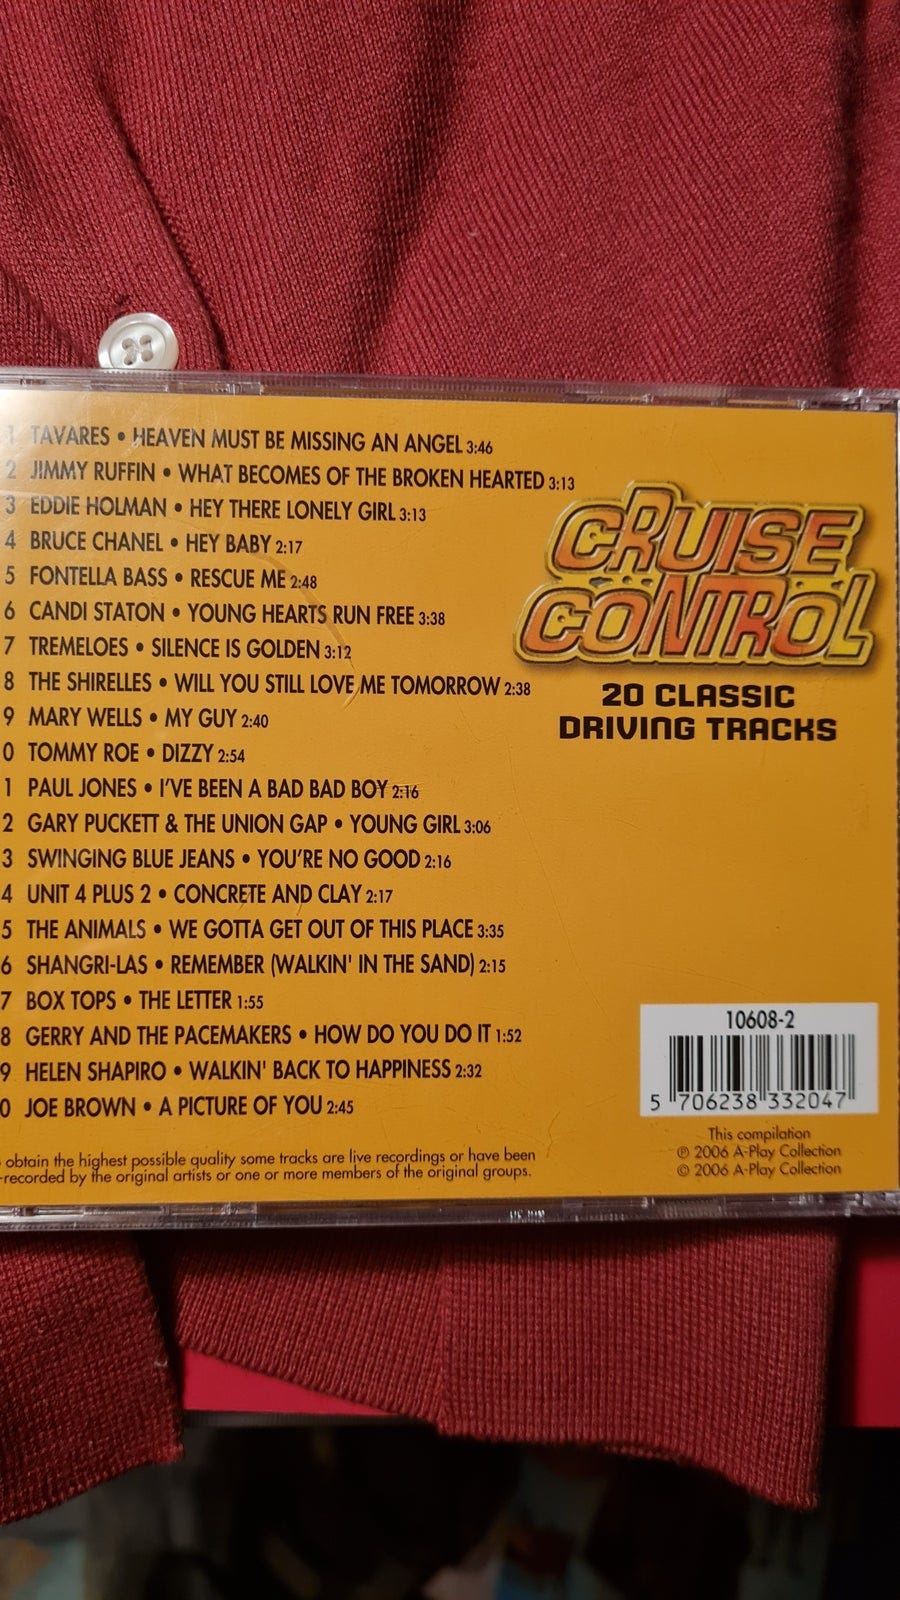 1 TAVARES • HEAVEN MUST BE MISSING AN ANGEL 3:46
2 JIMMY RUFFIN • WHAT BECOMES OF THE BROKEN HEARTED 3:13
3 EDDIE HOLMAN • HEY THERE LONELY GIRL 3:13
4 BRUCE CHANEL • HEY BABY 2:17
5 FONTELLA BASS • RESCUE ME 2:48
6 CANDI STATON • YOUNG HEARTS RUN FREE 3:38
7 TREMELOES • SILENCE IS GOLDEN 3:12
8 THE SHIRELLES • WILL YOU STILL LOVE ME TOMORROW 2:38
9 MARY WELLS • MY GUY 2:40
0 TOMMY ROE • DIZZY 2:54
1 PAUL JONES • I'VE BEEN A BAD BAD BOY 2:16
2 GARY PUCKETT & THE UNION GAP • YOUNG GIRL 3:06
3 SWINGING BLUE JEANS • YOU'RE NO GOOD 2:16
4 UNIT 4 PLUS 2 • CONCRETE AND CLAY 2:17
5 THE ANIMALS • WE GOTTA GET OUT OF THIS PLACE 3:35
6 SHANGRI-LAS • REMEMBER (WALKIN' IN THE SAND) 2:15
7 BOX TOPS • THE LETTER 1:55
8 GERRY AND THE PACEMAKERS • HOW DO YOU DO IT 1:52
9 HELEN SHAPIRO • WALKIN' BACK TO HAPPINESS 2:32
0 JOE BROWN • A PICTURE OF YOU 2:45
obtain the highest possible quality some tracks are live recordings or have been
-recorded by the original artists or one or more members of the original groups.
CRUISE
CONTROL
20 CLASSIC
DRIVING TRACKS
10608-2
5 706238 332047
This compilation
℗ 2006 A-Play Collection
© 2006 A-Play Collection